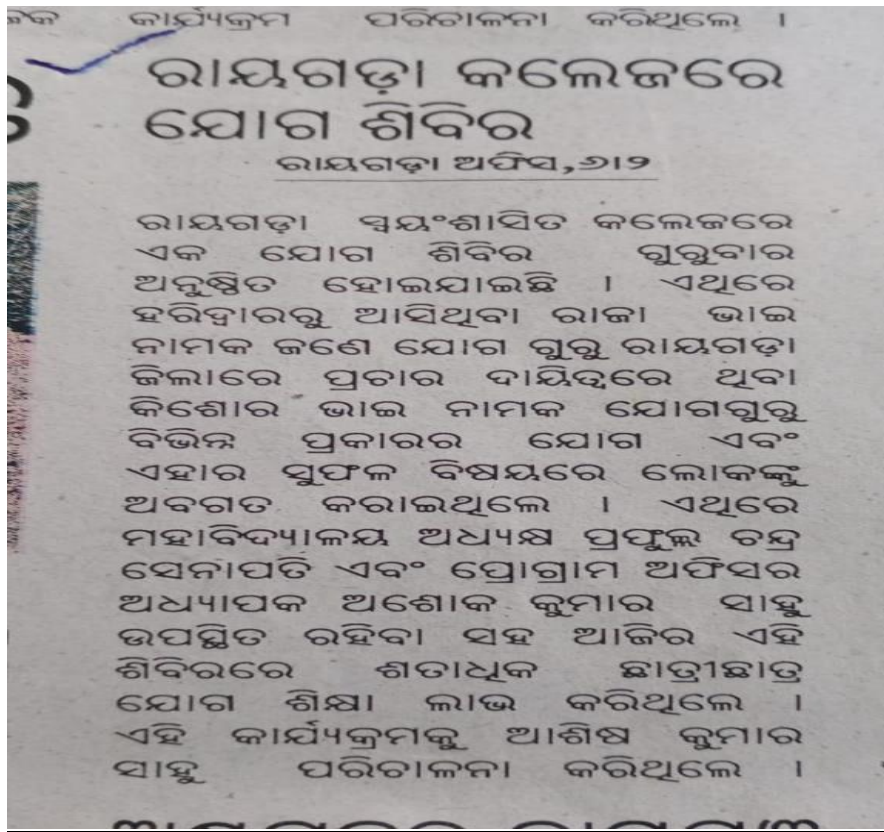 କାର୍ଯ୍ୟକ୍ରମ ପରିଚାଳନା କରିଥିଲେ ।
ରାୟଗଡ଼ା କଲେଜରେ
ଯୋଗ ଶିବିର
ରାୟଗଡ଼ା ଅଫିସ,୬।୨
ରାୟଗଡ଼ା ସ୍ୱୟଂଶାସିତ କଲେଜରେ
ଏକ ଯୋଗ ଶିବିର ଗୁରୁବାର
ଅନୁଷ୍ଠିତ ହୋଇଯାଇଛି । ଏଥିରେ
ହରିଦ୍ୱାରରୁ ଆସିଥିବା ରାଜା ଭାଇ
ନାମକ ଜଣେ ଯୋଗ ଗୁରୁ ରାୟଗଡ଼ା
ଜିଲାରେ ପ୍ରଚାର ଦାୟିତ୍ୱରେ ଥିବା
କିଶୋର ଭାଇ ନାମକ ଯୋଗଗୁରୁ
ବିଭିନ୍ନ ପ୍ରକାରର ଯୋଗ ଏବଂ
ଏହାର ସୁଫଳ ବିଷୟରେ ଲୋକଙ୍କୁ
ଅବଗତ କରାଇଥିଲେ । ଏଥିରେ
ମହାବିଦ୍ୟାଳୟ ଅଧ୍ୟକ୍ଷ ପ୍ରଫୁଲ୍ଲ ଚନ୍ଦ୍ର
ସେନାପତି ଏବଂ ପ୍ରୋଗ୍ରାମ ଅଫିସର
ଅଧ୍ୟାପକ ଅଶୋକ କୁମାର ସାହୁ
ଉପସ୍ଥିତ ରହିବା ସହ ଆଜିର ଏହି
ଶିବିରରେ ଶତାଧିକ ଛାତ୍ରୀଛାତ୍ର
ଯୋଗ ଶିକ୍ଷା ଲାଭ କରିଥିଲେ ।
ଏହି କାର୍ଯ୍ୟକ୍ରମକୁ ଆଶିଷ କୁମାର
ସାହୁ ପରିଚାଳନା କରିଥିଲେ ।